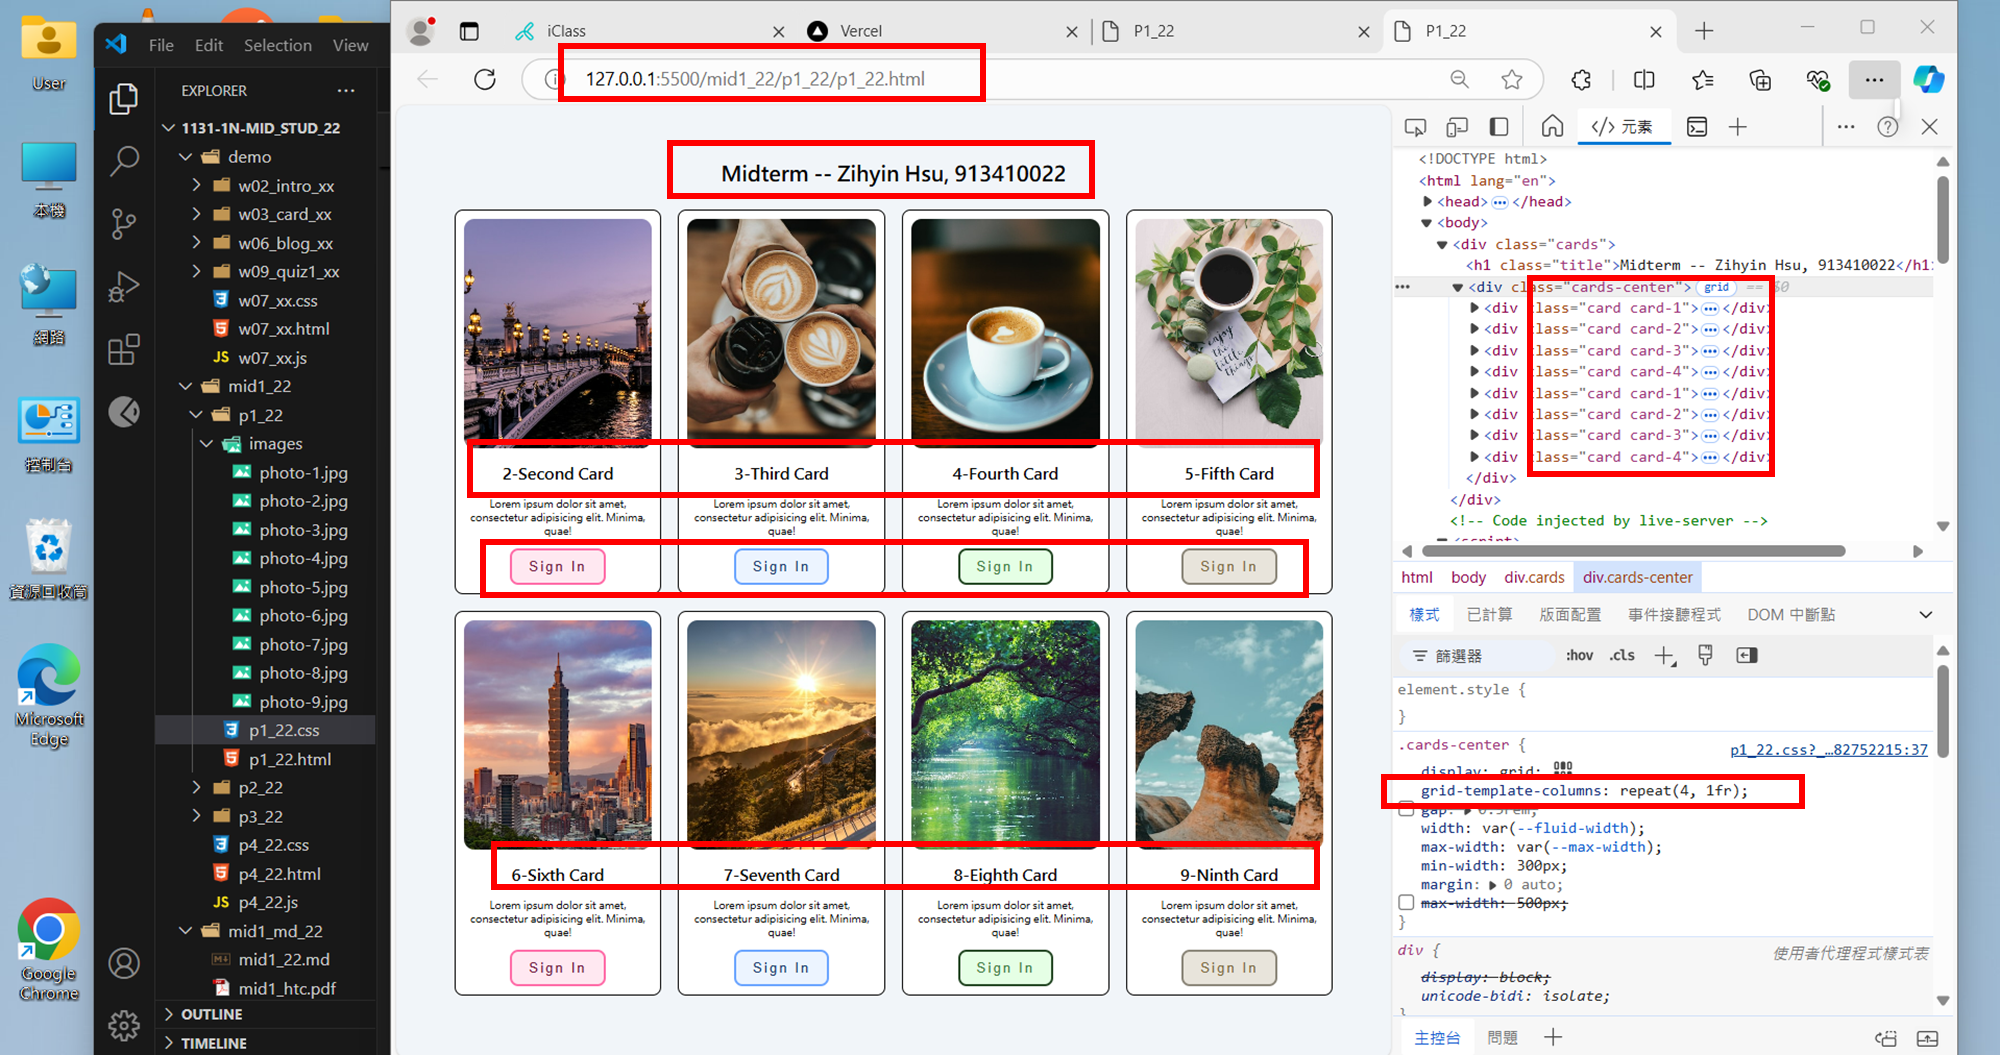 User
本機
網路
控制台
資源回收筒
Microsoft
Edge
Google
Chrome
File Edit Selection View
EXPLORER
1131-1N-MID_STUD_22
demo
w02_intro_xx
w03_card_xx
w06_blog_xx
w09_quiz1_xx
w07_xx.css
w07_xx.html
JS w07_xx.js
mid1_22
p1_22
images
photo-1.jpg
photo-2.jpg
photo-3.jpg
photo-4.jpg
photo-5.jpg
photo-6.jpg
photo-7.jpg
photo-8.jpg
photo-9.jpg
p1_22.css
p1_22.html
p2_22
p3_22
p4_22.css
p4_22.html
JS p4_22.js
mid1_md_22
mid1_22.md
mid1_htc.pdf
OUTLINE
TIMELINE
iClass
Vercel
P1_22
P1_22
127.0.0.1:5500/mid1_22/p1_22/p1_22.html
Midterm -- Zihyin Hsu, 913410022
enjoy
the
little
things
2-Second Card
Lorem ipsum dolor sit amet,
consectetur adipisicing elit. Minima,
quae!
Sign In
3-Third Card
Lorem ipsum dolor sit amet,
consectetur adipisicing elit. Minima,
quae!
Sign In
4-Fourth Card
Lorem ipsum dolor sit amet,
consectetur adipisicing elit. Minima,
quae!
Sign In
5-Fifth Card
Lorem ipsum dolor sit amet,
consectetur adipisicing elit. Minima,
quae!
Sign In
6-Sixth Card
Lorem ipsum dolor sit amet,
consectetur adipisicing elit. Minima,
quae!
Sign In
7-Seventh Card
Lorem ipsum dolor sit amet,
consectetur adipisicing elit. Minima,
quae!
Sign In
8-Eighth Card
Lorem ipsum dolor sit amet,
consectetur adipisicing elit. Minima,
quae!
Sign In
9-Ninth Card
Lorem ipsum dolor sit amet,
consectetur adipisicing elit. Minima,
quae!
Sign In
</> 元素
<!DOCTYPE html>
<html lang="en">
<head> ••• </head>
<body>
<div class="cards">
<h1 class="title">Midterm -- Zihyin Hsu, 913410022</h1>
<div class="cards-center"> grid == $0
<div class="card card-1"> ••• </div>
<div class="card card-2"> ••• </div>
<div class="card card-3"> ••• </div>
<div class="card card-4"> ••• </div>
<div class="card card-1"> ••• </div>
<div class="card card-2"> ••• </div>
<div class="card card-3"> ••• </div>
<div class="card card-4"> ••• </div>
</div>
</div>
<!-- Code injected by live-server -->
<script>
html body div.cards div.cards-center
樣式 已計算 版面配置 事件接聽程式 DOM 中斷點
篩選器 :hov .cls
element.style {
}
.cards-center { p1_22.css?_…82752215:37
display: grid;
grid-template-columns: repeat(4, 1fr);
gap: 0.5rem;
width: var(--fluid-width);
max-width: var(--max-width);
min-width: 300px;
margin: 0 auto;
max-width: 500px;
}
div { 使用者代理程式樣式表
display: block;
unicode-bidi: isolate;
}
主控台 問題